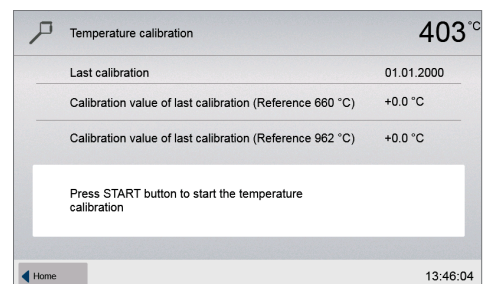 Temperature calibration 403°C
Last calibration 01.01.2000
Calibration value of last calibration (Reference 660 °C) +0.0 °C
Calibration value of last calibration (Reference 962 °C) +0.0 °C
Press START button to start the temperature
calibration
Home 13:46:04